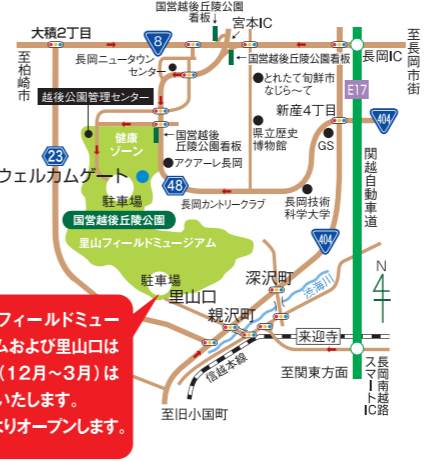 国営越後丘陵公園
看板
宮本IC
大積2丁目
8
長岡IC
至長岡市街
至柏崎市
長岡ニュータウン
センター
国営越後丘陵公園看板
とれたて旬鮮市
なじら〜て
E17
越後公園管理センター
新産4丁目
404
健康
ゾーン
国営越後
丘陵公園看板
県立歴史
博物館
GS
関越自動車道
23
アクアーレ長岡
ウェルカムゲート
48
駐車場
長岡カントリークラブ
長岡技術
科学大学
国営越後丘陵公園
里山フィールドミュージアム
404
N
駐車場
里山口
深沢町
渋海川
親沢町
来迎寺
信越本線
至関東方面
長岡南越路
スマートIC
至旧小国町
フィールドミュー
ムおよび里山口は
(12月〜3月)は
いたします。
よりオープンします。